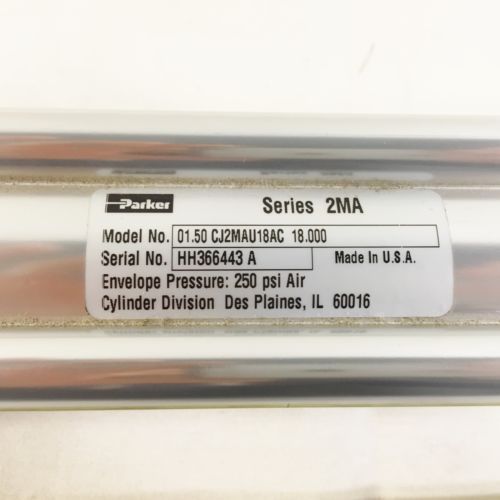 Parker Series 2MA
Model No. 01.50 CJ2MAU18AC 18.000
Serial No. HH366443 A Made In U.S.A.
Envelope Pressure: 250 psi Air
Cylinder Division Des Plaines, IL 60016